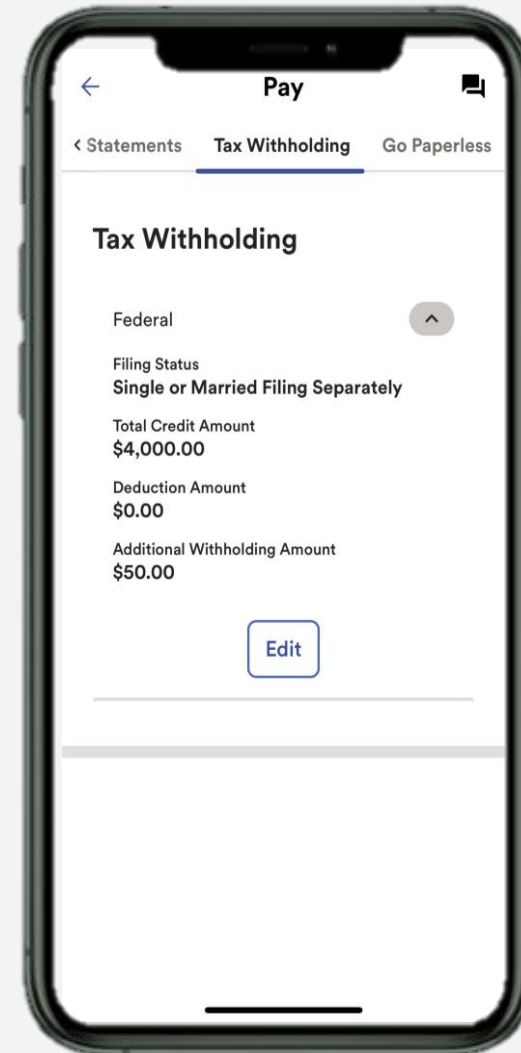 Pay
Statements Tax Withholding Go Paperless
Tax Withholding
Federal
Filing Status
Single or Married Filing Separately
Total Credit Amount
$4,000.00
Deduction Amount
$0.00
Additional Withholding Amount
$50.00
Edit